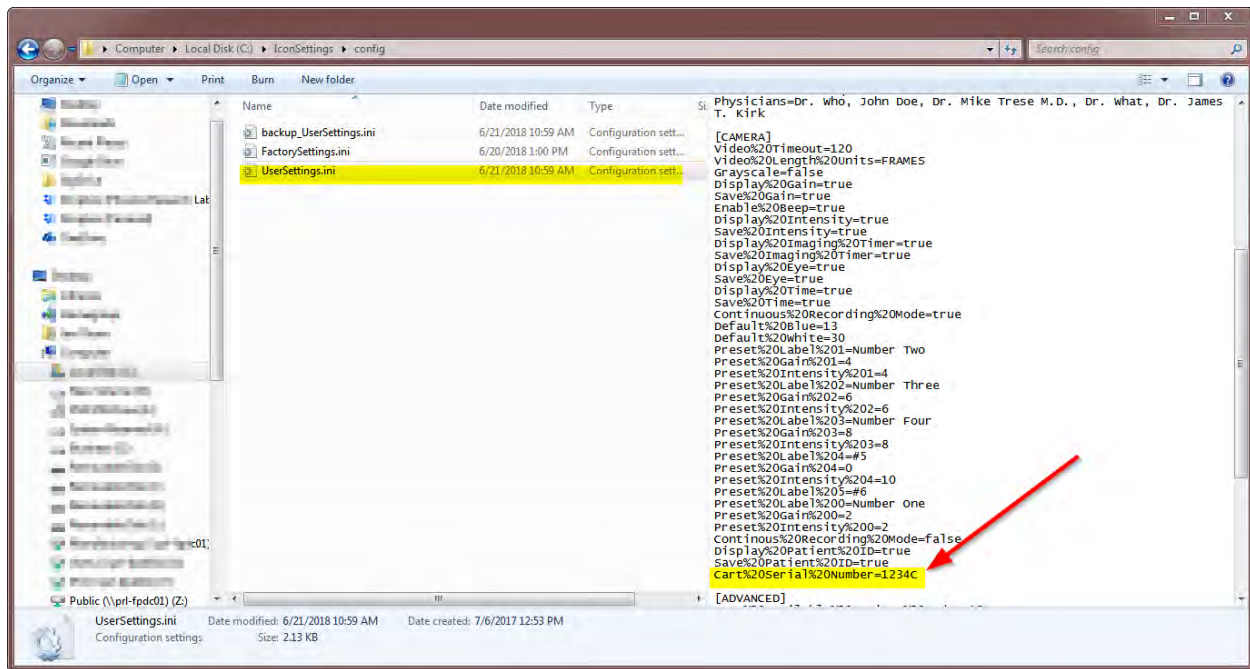 Computer ▸ Local Disk (C:) ▸ IconSettings ▸ config
Search config
Organize
Open
Print
Burn
New folder
Lab
c01)
Public (\\prl-fpdc01) (Z:)
Name Date modified Type Si
backup_UserSettings.ini 6/21/2018 10:59 AM Configuration sett...
FactorySettings.ini 6/20/2018 1:00 PM Configuration sett...
UserSettings.ini 6/21/2018 10:59 AM Configuration sett...
Physicians=Dr. Who, John Doe, Dr. Mike Trese M.D., Dr. What, Dr. James
T. Kirk
[CAMERA]
Video%20Timeout=120
Video%20Length%20Units=FRAMES
Grayscale=false
Display%20Gain=true
Save%20Gain=true
Enable%20Beep=true
Display%20Intensity=true
Save%20Intensity=true
Display%20Imaging%20Timer=true
Save%20Imaging%20Timer=true
Display%20Eye=true
Save%20Eye=true
Display%20Time=true
Save%20Time=true
Continuous%20Recording%20Mode=true
Default%20Blue=13
Default%20White=30
Preset%20Label%201=Number Two
Preset%20Gain%201=4
Preset%20Intensity%201=4
Preset%20Label%202=Number Three
Preset%20Gain%202=6
Preset%20Intensity%202=6
Preset%20Label%203=Number Four
Preset%20Gain%203=8
Preset%20Intensity%203=8
Preset%20Label%204=#5
Preset%20Gain%204=0
Preset%20Intensity%204=10
Preset%20Label%205=#6
Preset%20Label%200=Number One
Preset%20Gain%200=2
Preset%20Intensity%200=2
Continous%20Recording%20Mode=false
Display%20Patient%20ID=true
Save%20Patient%20ID=true
Cart%20Serial%20Number=1234C
[ADVANCED]
UserSettings.ini Date modified: 6/21/2018 10:59 AM Date created: 7/6/2017 12:53 PM
Configuration settings Size: 2.13 KB